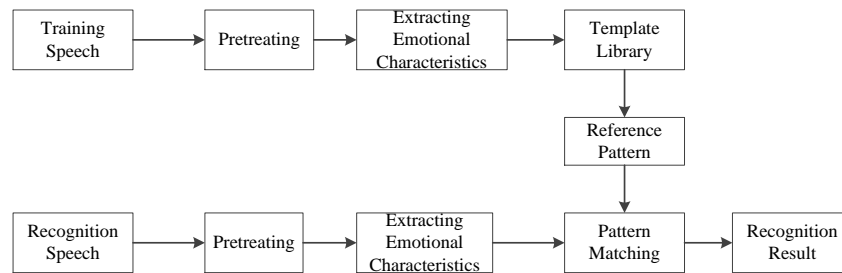 Training
Speech
Pretreating
Extracting
Emotional
Characteristics
Template
Library
Reference
Pattern
Recognition
Speech
Pretreating
Extracting
Emotional
Characteristics
Pattern
Matching
Recognition
Result